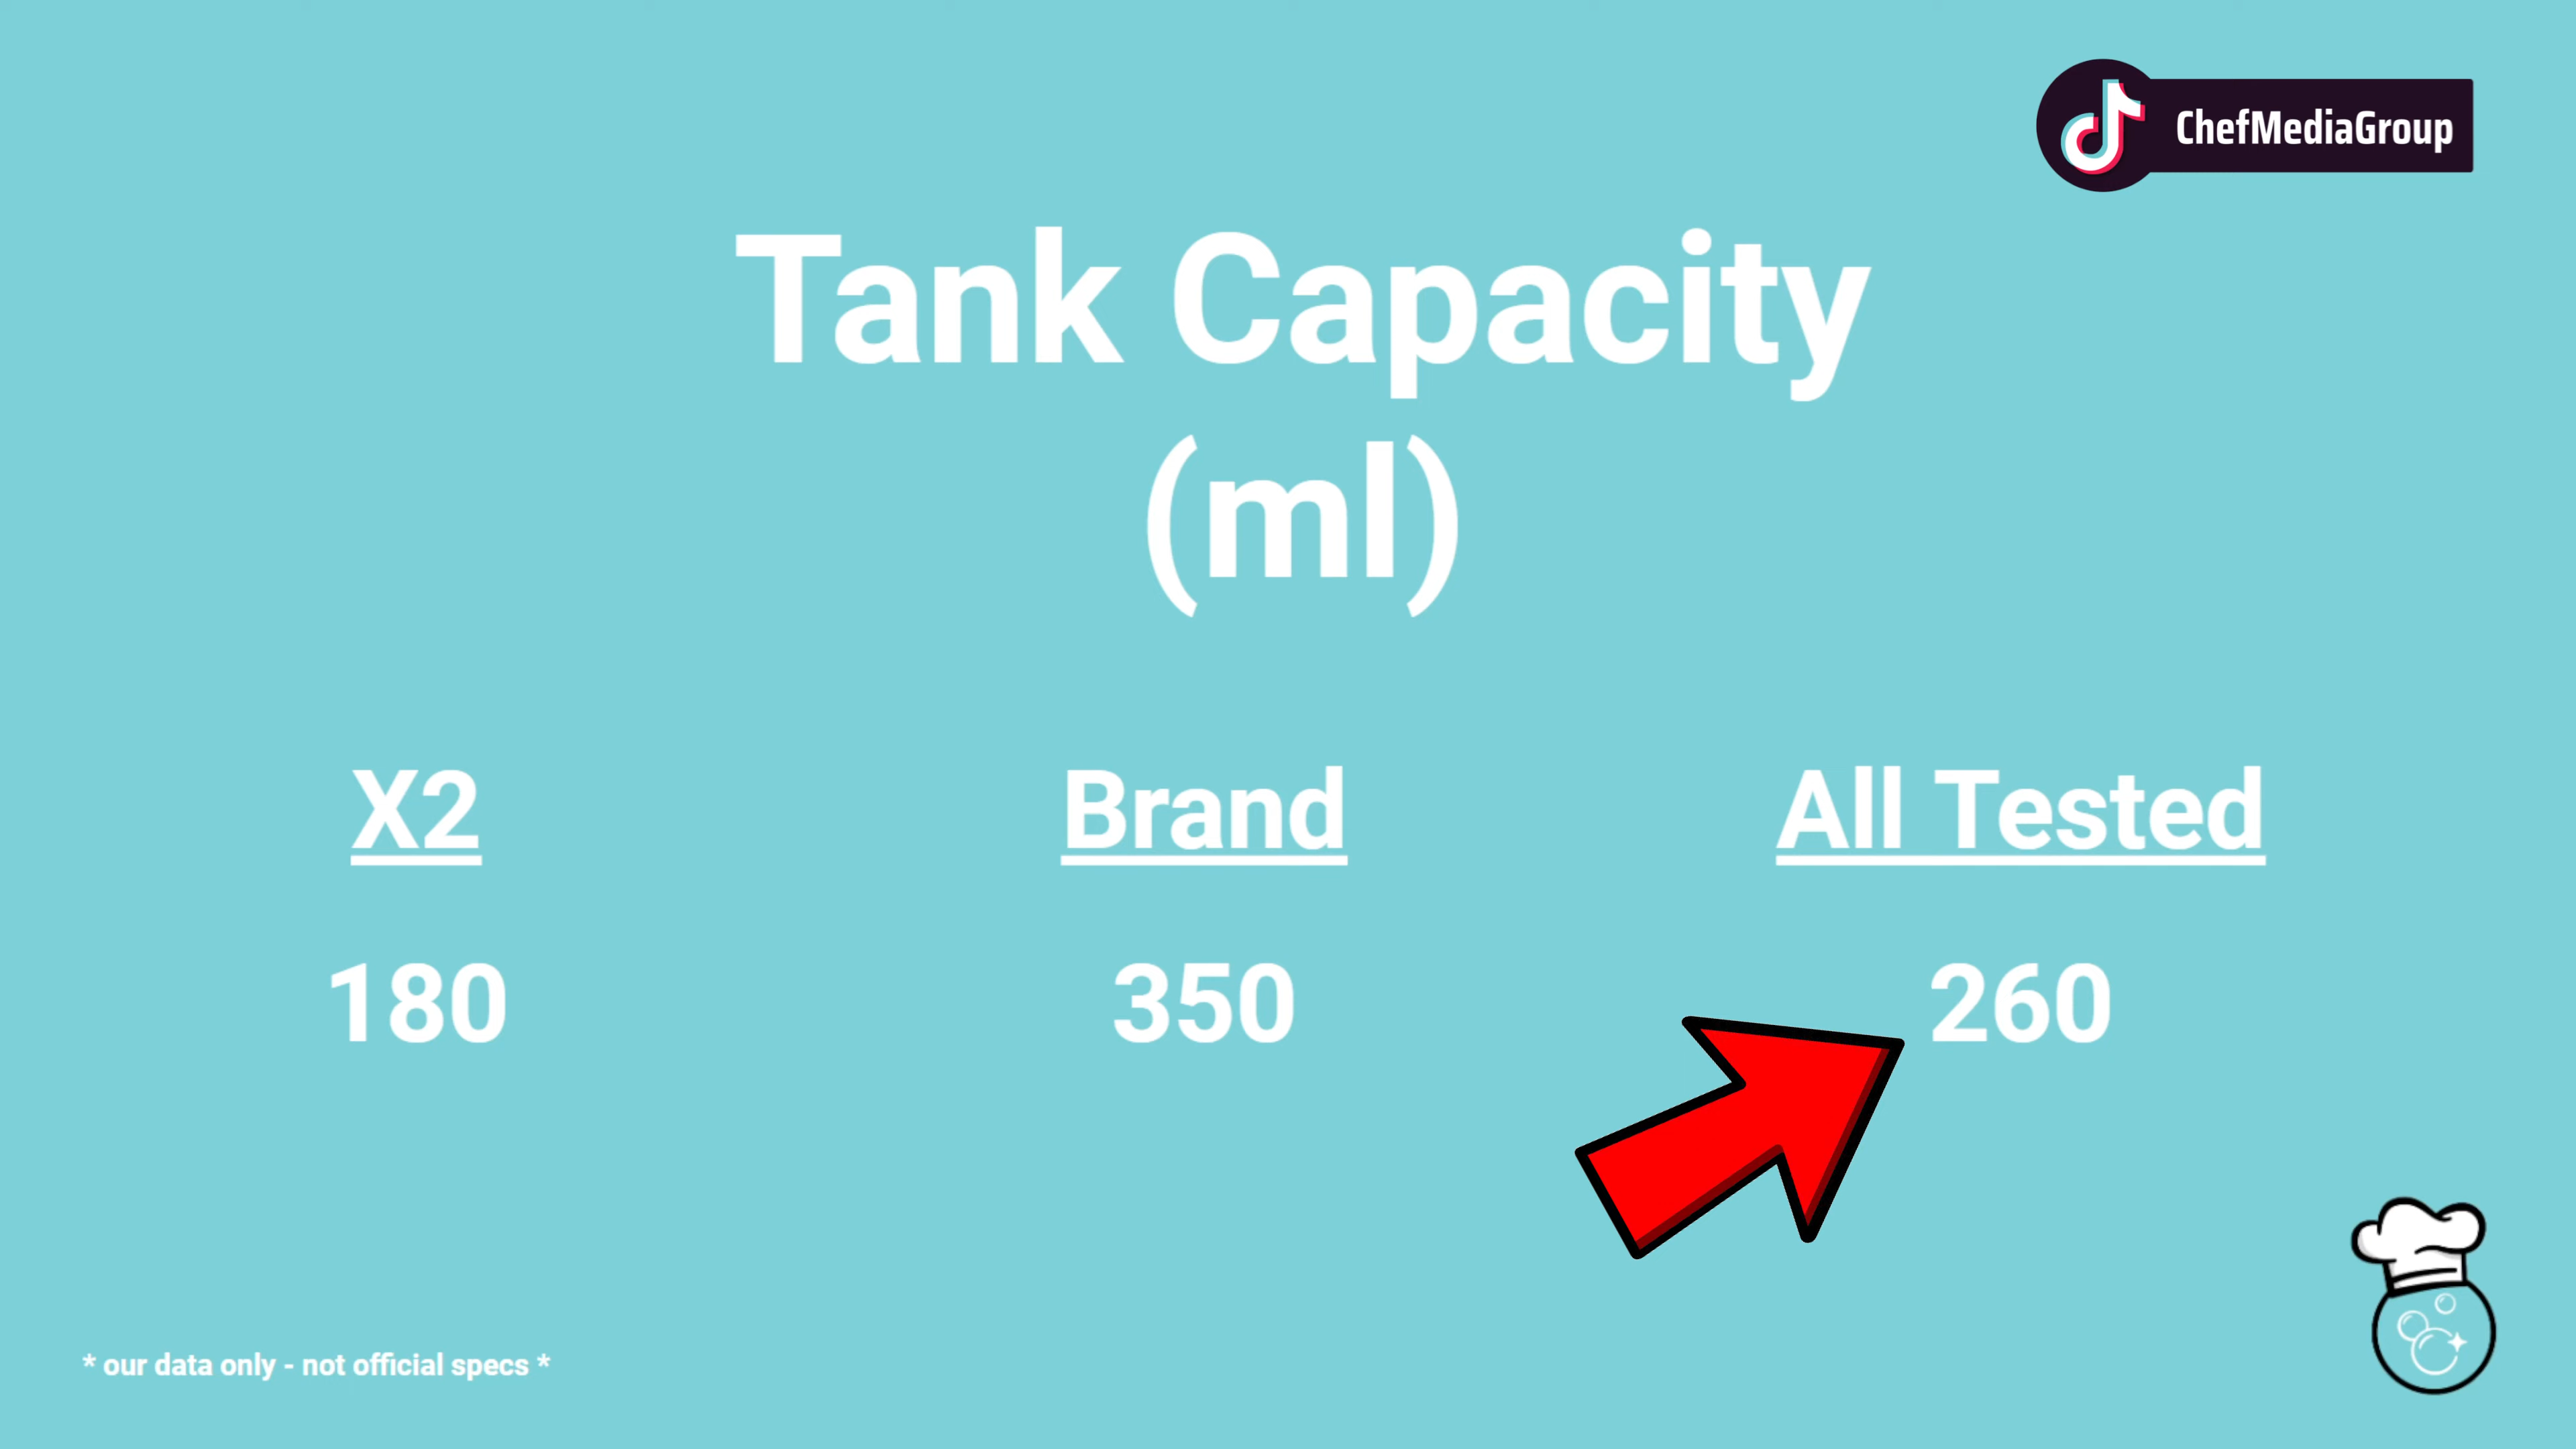 ChefMediaGroup
Tank Capacity
(ml)
X2 Brand All Tested
180 350 260
* our data only - not official specs *